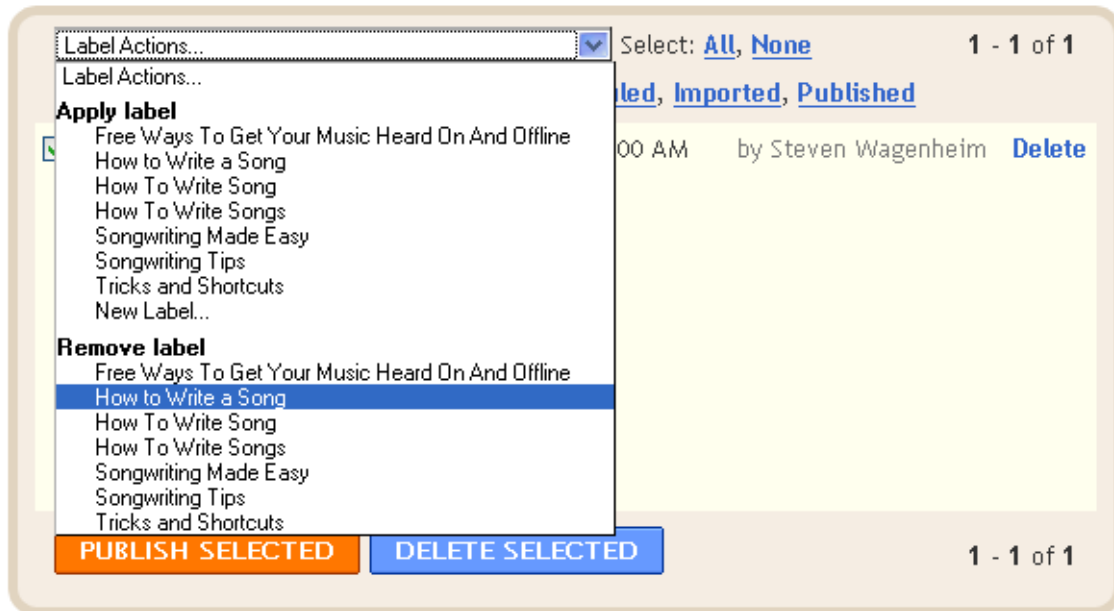 Label Actions... Select: All, None 1 - 1 of 1
Label Actions...
Imported, Published
Apply label
Free Ways To Get Your Music Heard On And Offline
00 AM by Steven Wagenheim Delete
How to Write a Song
How To Write Song
How To Write Songs
Songwriting Made Easy
Songwriting Tips
Tricks and Shortcuts
New Label...
Remove label
Free Ways To Get Your Music Heard On And Offline
How to Write a Song
How To Write Song
How To Write Songs
Songwriting Made Easy
Songwriting Tips
Tricks and Shortcuts
PUBLISH SELECTED DELETE SELECTED 1 - 1 of 1